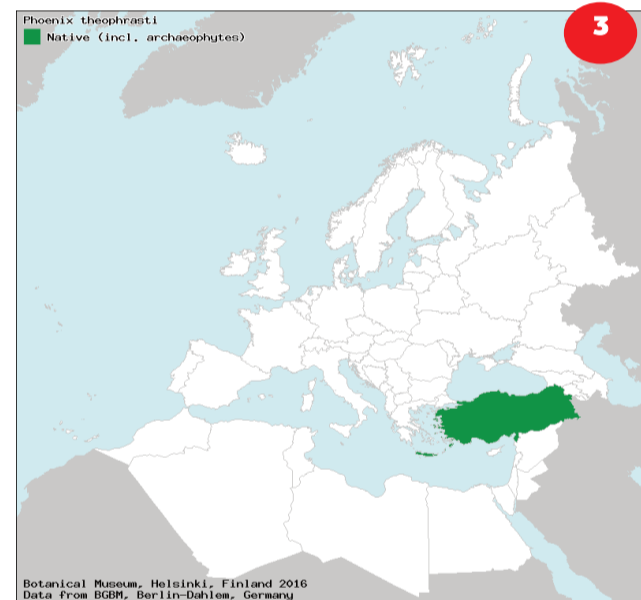 Phoenix theophrasti
Native (incl. archaeophytes)
3
Botanical Museum, Helsinki, Finland 2016
Data from BGBM, Berlin-Dahlem, Germany